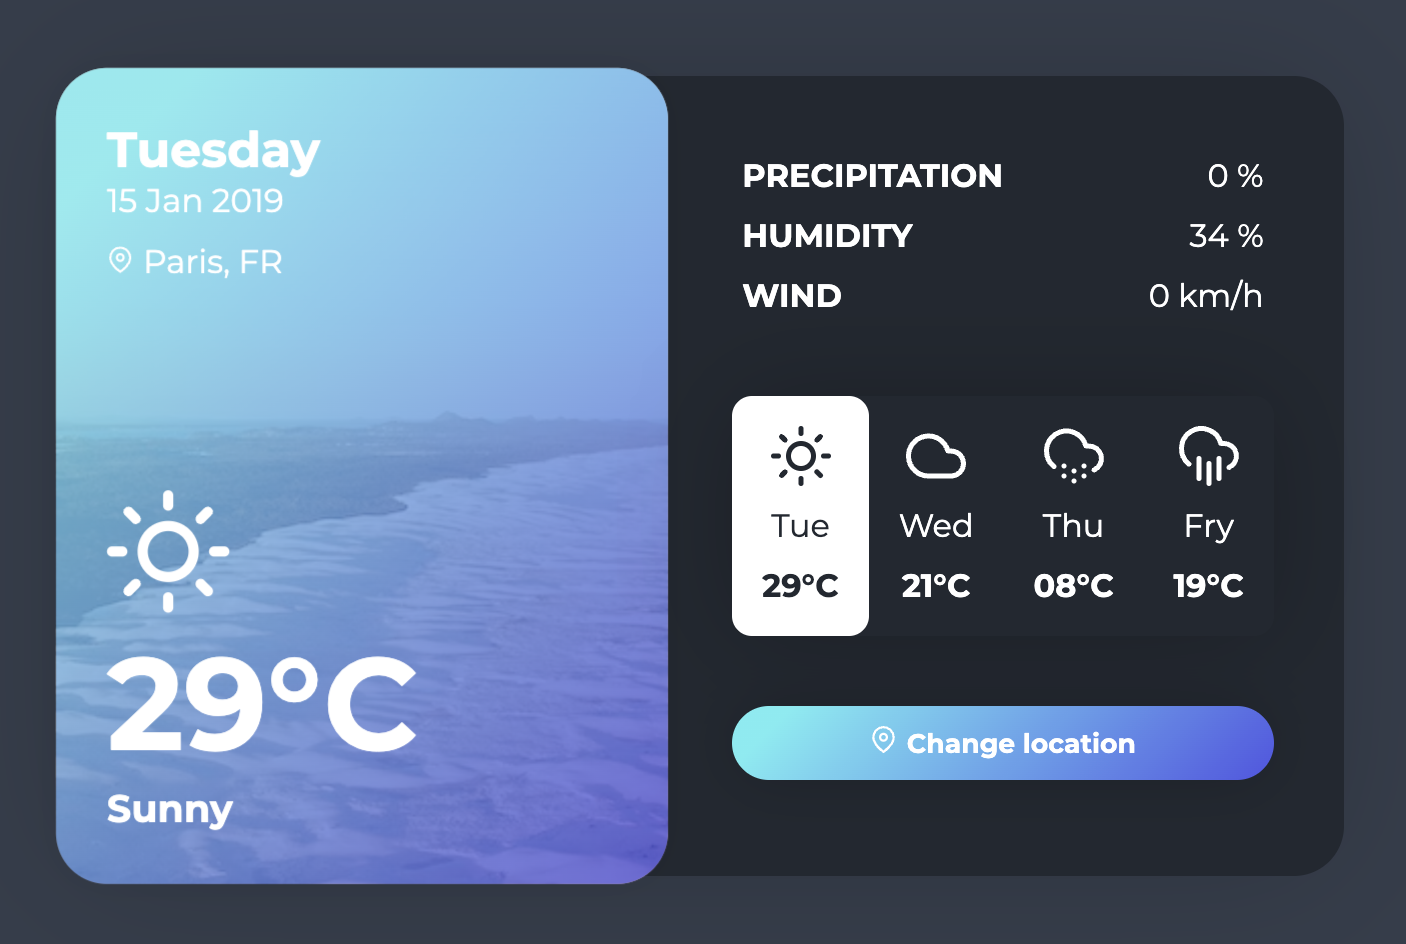 Tuesday
15 Jan 2019
Paris, FR
29°C
Sunny
PRECIPITATION 0 %
HUMIDITY 34 %
WIND 0 km/h
Tue Wed Thu Fry
29°C 21°C 08°C 19°C
Change location